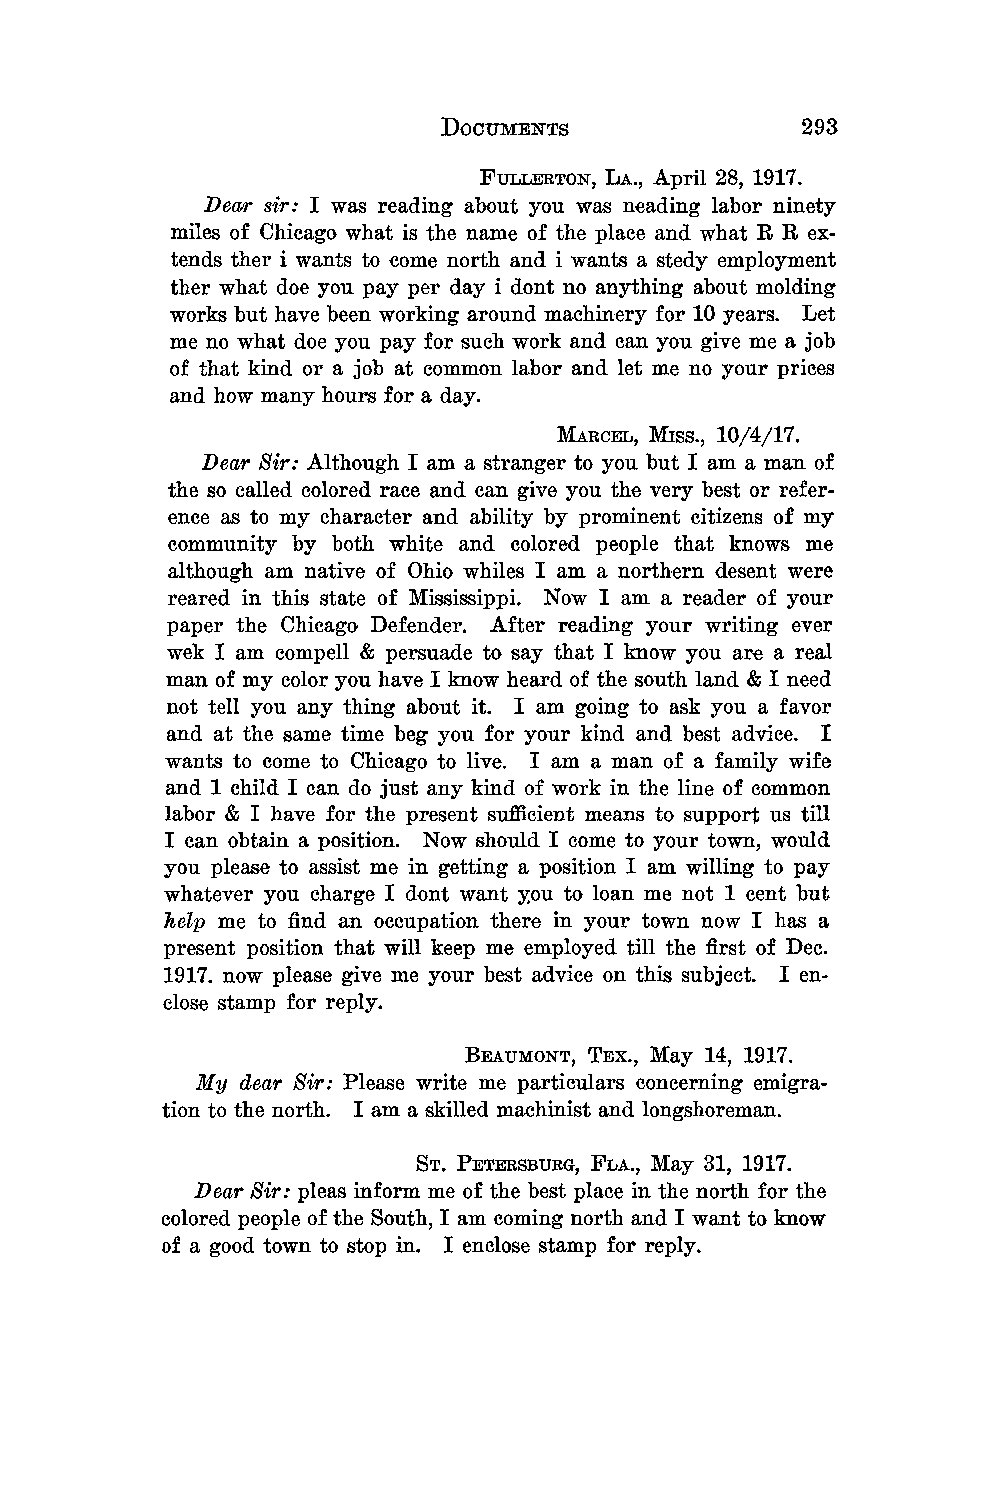 DOCUMENTS 293
FULLERTON, LA., April 28, 1917.
Dear sir: I was reading about you was neading labor ninety
miles of Chicago what is the name of the place and what R R ex-
tends ther i wants to come north and i wants a stedy employment
ther what doe you pay per day i dont no anything about molding
works but have been working around machinery for 10 years. Let
me no what doe you pay for such work and can you give me a job
of that kind or a job at common labor and let me no your prices
and how many hours for a day.
MARCEL, MISS., 10/4/17.
Dear Sir: Although I am a stranger to you but I am a man of
the so called colored race and can give you the very best or refer-
ence as to my character and ability by prominent citizens of my
community by both white and colored people that knows me
although am native of Ohio whiles I am a northern desent were
reared in this state of Mississippi. Now I am a reader of your
paper the Chicago Defender. After reading your writing ever
wek I am compell & persuade to say that I know you are a real
man of my color you have I know heard of the south land & I need
not tell you any thing about it. I am going to ask you a favor
and at the same time beg you for your kind and best advice. I
wants to come to Chicago to live. I am a man of a family wife
and 1 child I can do just any kind of work in the line of common
labor & I have for the present sufficient means to support us till
I can obtain a position. Now should I come to your town, would
you please to assist me in getting a position I am willing to pay
whatever you charge I dont want you to loan me not 1 cent but
help me to find an occupation there in your town now I has a
present position that will keep me employed till the first of Dec.
1917. now please give me your best advice on this subject. I en-
close stamp for reply.
BEAUMONT, TEX., May 14, 1917.
My dear Sir: Please write me particulars concerning emigra-
tion to the north. I am a skilled machinist and longshoreman.
ST. PETERSBURG, FLA., May 31, 1917.
Dear Sir: pleas inform me of the best place in the north for the
colored people of the South, I am coming north and I want to know
of a good town to stop in. I enclose stamp for reply.